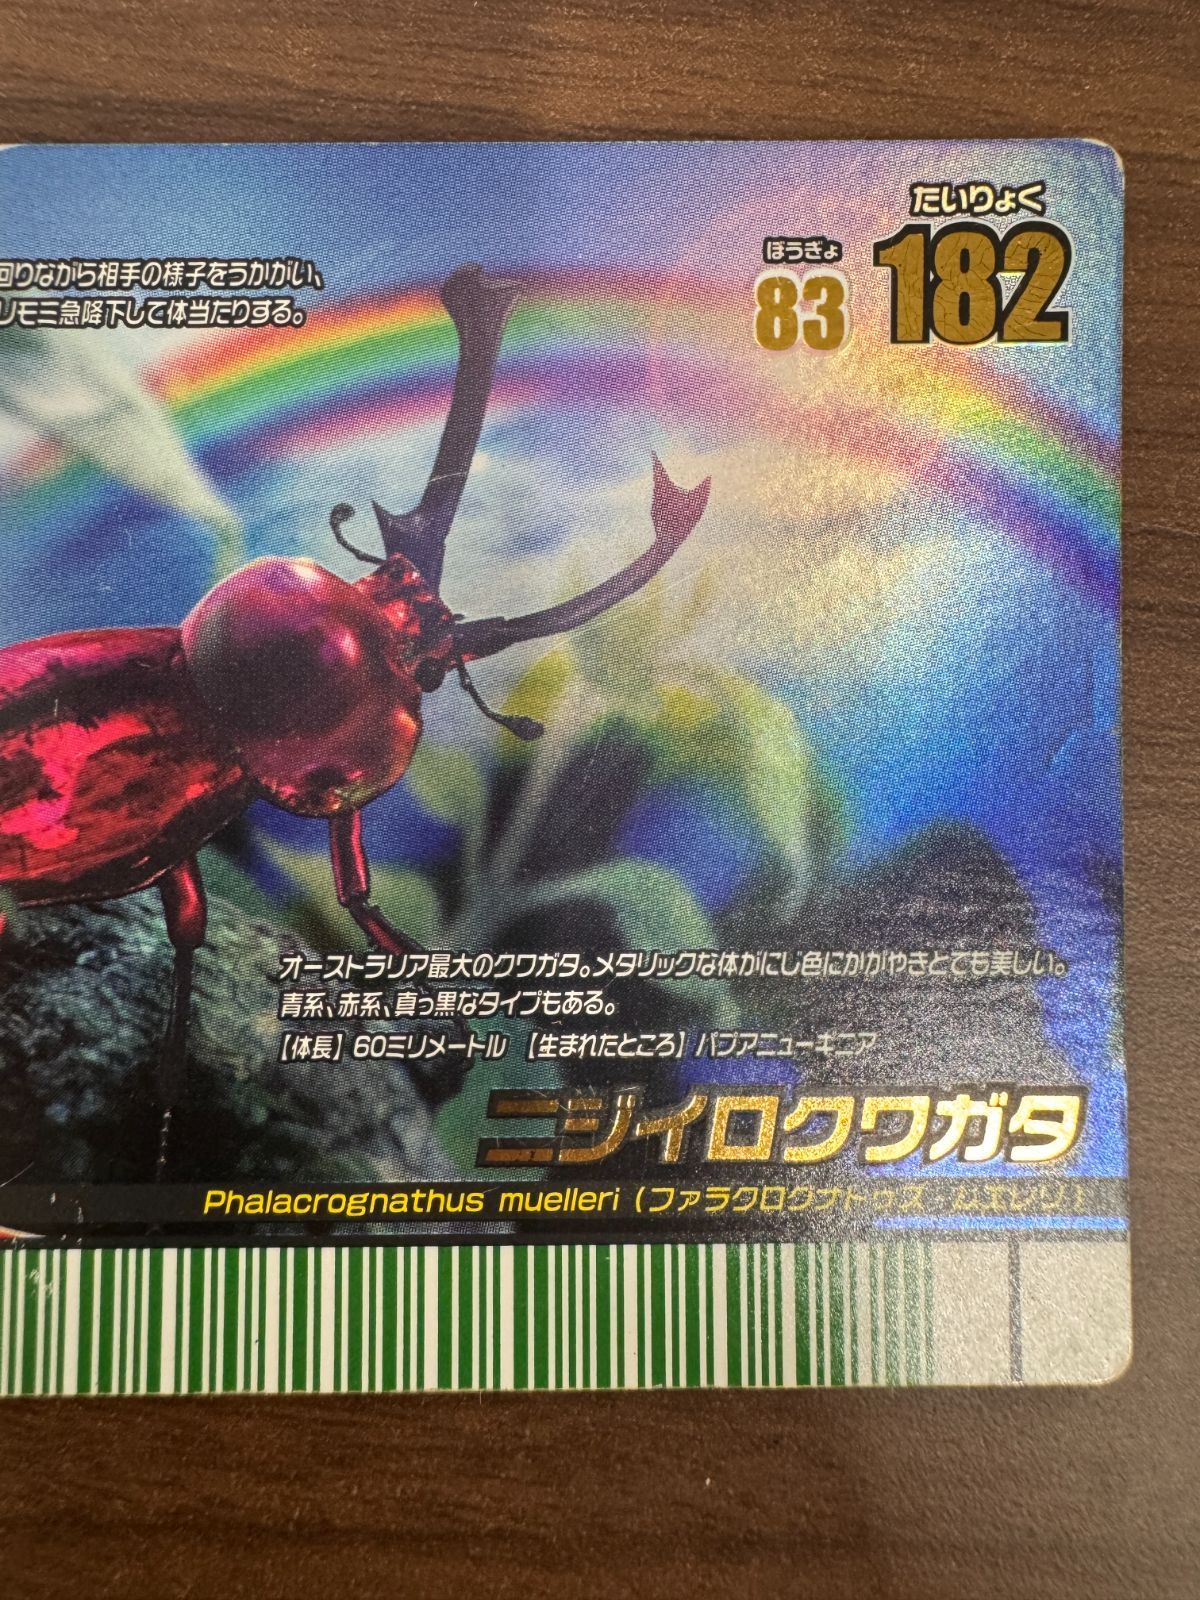 たいりょく
182
ぼうぎょ
83
回りながら相手の様子をうかがい、
リモミ急降下して体当たりする。
オーストラリア最大のクワガタ。メタリックな体がにじ色にかがやきとても美しい。
青系、赤系、真っ黒なタイプもある。
【体長】60ミリメートル 【生まれたところ】パプアニューギニア
ニジイロクワガタ
Phalacrognathus muelleri（ファラクログナトゥズ・ムエレリ）